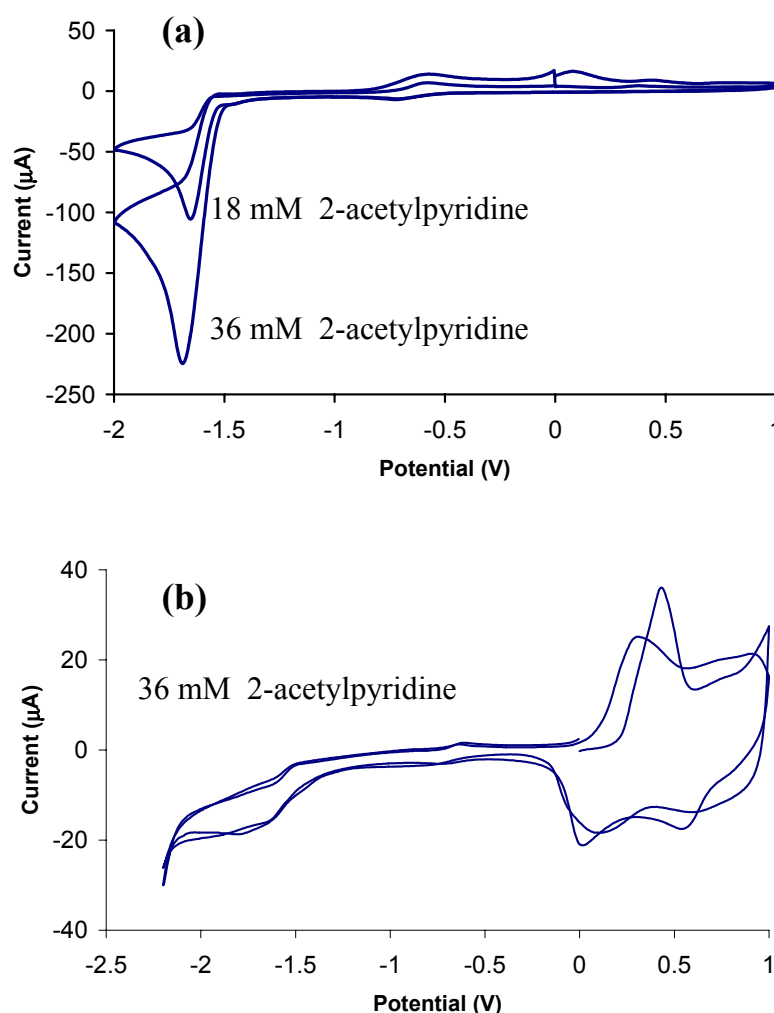 (a)
50
0
-50
-100
-150
-200
-250
Current (µA)
18 mM 2-acetylpyridine
36 mM 2-acetylpyridine
-2 -1.5 -1 -0.5 0 0.5 1
Potential (V)
(b)
40
20
0
-20
-40
Current (µA)
36 mM 2-acetylpyridine
-2.5 -2 -1.5 -1 -0.5 0 0.5 1
Potential (V)